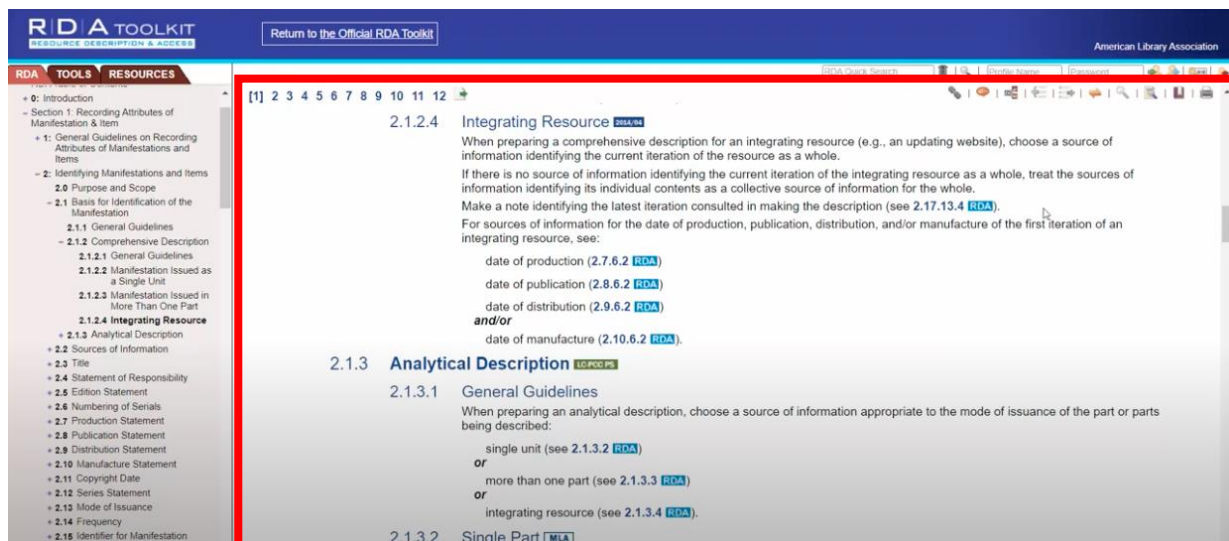 RDA TOOLKIT
RESOURCE DESCRIPTION & ACCESS
Return to the Official RDA Toolkit
American Library Association
RDA TOOLS RESOURCES
RDA Quick Search
Profile Name
Password
+ 0: Introduction
– Section 1: Recording Attributes of
Manifestation & Item
+ 1: General Guidelines on Recording
Attributes of Manifestations and
Items
– 2: Identifying Manifestations and Items
2.0 Purpose and Scope
– 2.1 Basis for Identification of the
Manifestation
2.1.1 General Guidelines
– 2.1.2 Comprehensive Description
2.1.2.1 General Guidelines
2.1.2.2 Manifestation Issued as
a Single Unit
2.1.2.3 Manifestation Issued in
More Than One Part
2.1.2.4 Integrating Resource
+ 2.1.3 Analytical Description
+ 2.2 Sources of Information
+ 2.3 Title
+ 2.4 Statement of Responsibility
+ 2.5 Edition Statement
+ 2.6 Numbering of Serials
+ 2.7 Production Statement
+ 2.8 Publication Statement
+ 2.9 Distribution Statement
+ 2.10 Manufacture Statement
+ 2.11 Copyright Date
+ 2.12 Series Statement
+ 2.13 Mode of Issuance
+ 2.14 Frequency
+ 2.15 Identifier for Manifestation
[1] 2 3 4 5 6 7 8 9 10 11 12
2.1.2.4 Integrating Resource 2014/04
When preparing a comprehensive description for an integrating resource (e.g., an updating website), choose a source of
information identifying the current iteration of the resource as a whole.
If there is no source of information identifying the current iteration of the integrating resource as a whole, treat the sources of
information identifying its individual contents as a collective source of information for the whole.
Make a note identifying the latest iteration consulted in making the description (see 2.17.13.4 RDA).
For sources of information for the date of production, publication, distribution, and/or manufacture of the first iteration of an
integrating resource, see:
date of production (2.7.6.2 RDA)
date of publication (2.8.6.2 RDA)
date of distribution (2.9.6.2 RDA)
and/or
date of manufacture (2.10.6.2 RDA).
2.1.3 Analytical Description LC-PCC PS
2.1.3.1 General Guidelines
When preparing an analytical description, choose a source of information appropriate to the mode of issuance of the part or parts
being described:
single unit (see 2.1.3.2 RDA)
or
more than one part (see 2.1.3.3 RDA)
or
integrating resource (see 2.1.3.4 RDA).
2.1.3.2 Single Part MLA